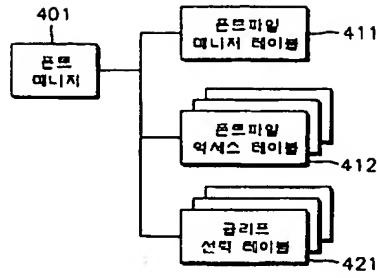 401
폰트
매니저
폰트파일
매니저 테이블
411
폰트파일
억세스 테이블
412
글리프
선택 테이블
421